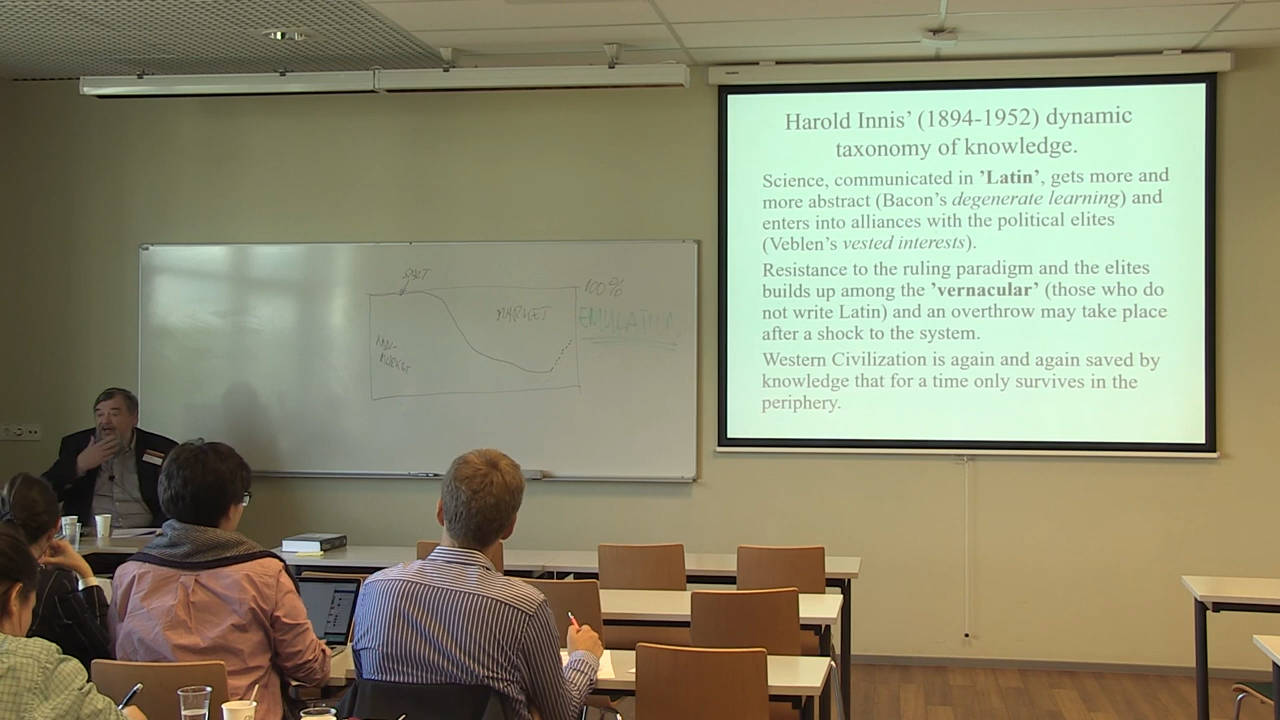 MARKET
100%
EMULATION
Harold Innis' (1894-1952) dynamic
taxonomy of knowledge.
Science, communicated in ’Latin’, gets more and
more abstract (Bacon's degenerate learning) and
enters into alliances with the political elites
(Veblen's vested interests).
Resistance to the ruling paradigm and the elites
builds up among the ’vernacular’ (those who do
not write Latin) and an overthrow may take place
after a shock to the system.
Western Civilization is again and again saved by
knowledge that for a time only survives in the
periphery.